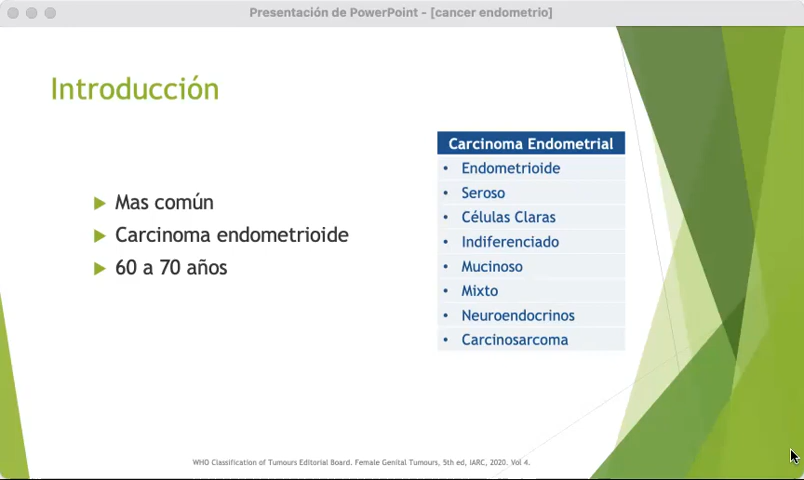 Presentación de PowerPoint - [cancer endometrio]
Introducción
Mas común
Carcinoma endometrioide
60 a 70 años
Carcinoma Endometrial
• Endometrioide
• Seroso
• Células Claras
• Indiferenciado
• Mucinoso
• Mixto
• Neuroendocrinos
• Carcinosarcoma
WHO Classification of Tumours Editorial Board. Female Genital Tumours, 5th ed, IARC, 2020. Vol 4.